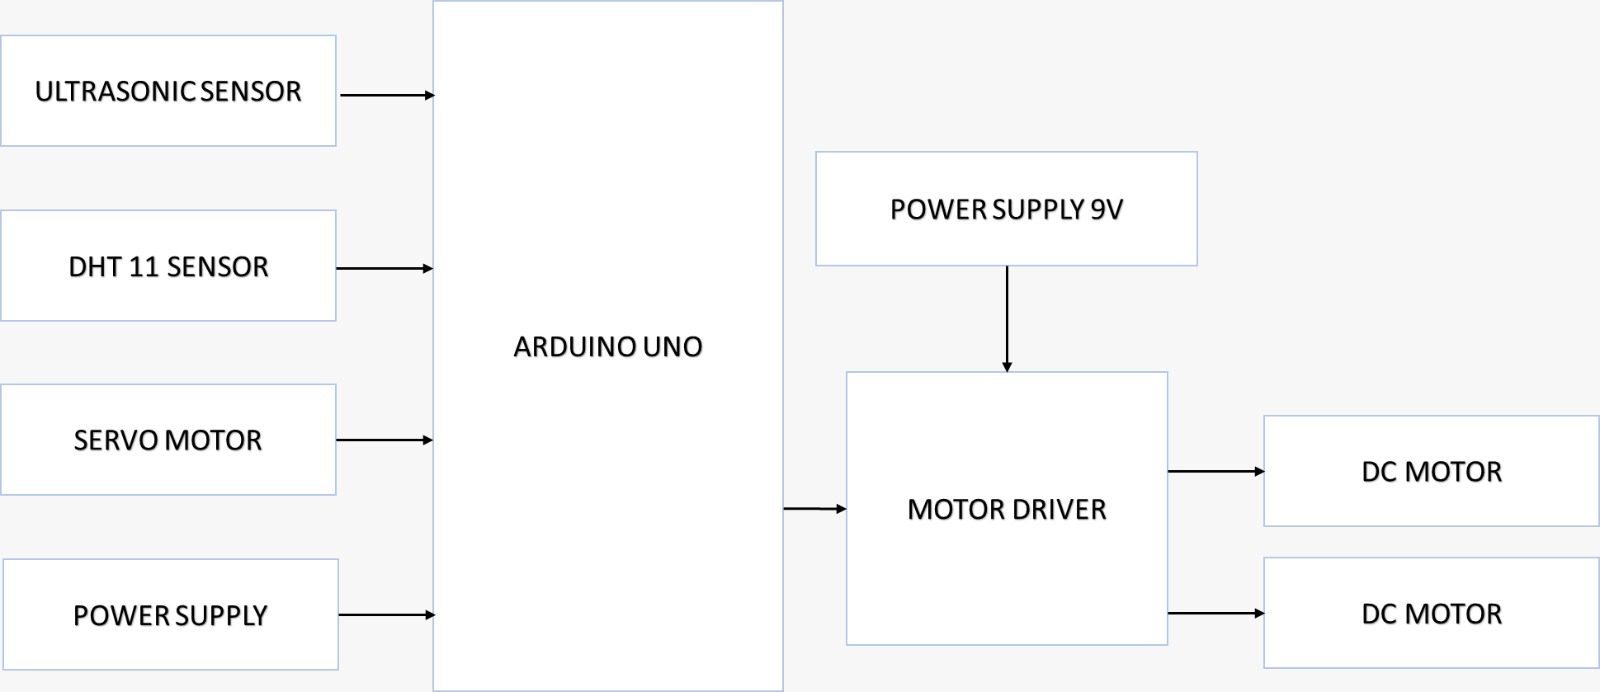 ULTRASONIC SENSOR
DHT 11 SENSOR
SERVO MOTOR
POWER SUPPLY
ARDUINO UNO
POWER SUPPLY 9V
MOTOR DRIVER
DC MOTOR
DC MOTOR